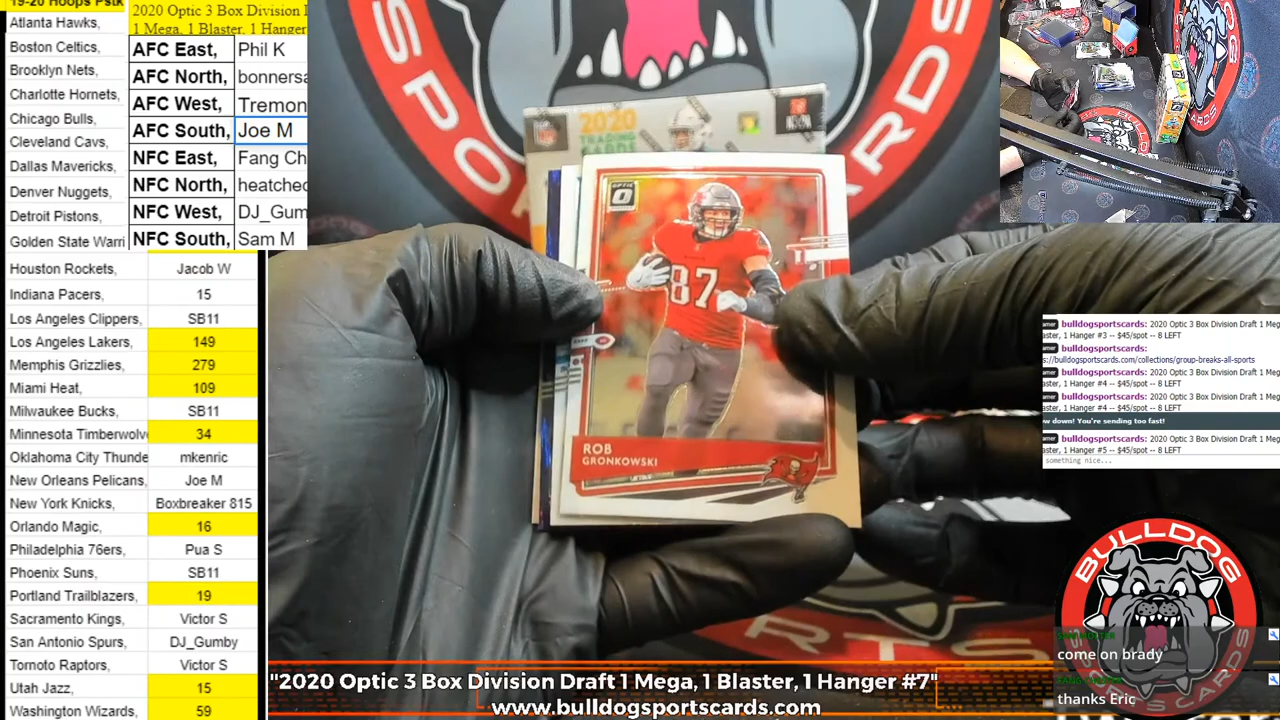 19-20 Hoops Pstk
Atlanta Hawks,
Boston Celtics,
Brooklyn Nets,
Charlotte Hornets,
Chicago Bulls,
Cleveland Cavs,
Dallas Mavericks,
Denver Nuggets,
Detroit Pistons,
Golden State Warri
Houston Rockets, Jacob W
Indiana Pacers, 15
Los Angeles Clippers, SB11
Los Angeles Lakers, 149
Memphis Grizzlies, 279
Miami Heat, 109
Milwaukee Bucks, SB11
Minnesota Timberwolv 34
Oklahoma City Thunde mkenric
New Orleans Pelicans, Joe M
New York Knicks, Boxbreaker 815
Orlando Magic, 16
Philadelphia 76ers, Pua S
Phoenix Suns, SB11
Portland Trailblazers, 19
Sacramento Kings, Victor S
San Antonio Spurs, DJ_Gumby
Tornoto Raptors, Victor S
Utah Jazz, 15
Washington Wizards, 59
2020 Optic 3 Box Division
1 Mega, 1 Blaster, 1 Hanger
AFC East, Phil K
AFC North, bonnersa
AFC West, Tremon
AFC South, Joe M
NFC East, Fang Ch
NFC North, heatched
NFC West, DJ_Gum
NFC South, Sam M
SPO
CARDS
2020
TRADING
CARDS
NFL
OPTIC
87
ROB
GRONKOWSKI
bulldogsportscards: 2020 Optic 3 Box Division Draft 1 Meg
aster, 1 Hanger #3 -- $45/spot -- 8 LEFT
bulldogsportscards:
s://bulldogsportscards.com/collections/group-breaks-all-sports
bulldogsportscards: 2020 Optic 3 Box Division Draft 1 Meg
aster, 1 Hanger #4 -- $45/spot -- 8 LEFT
bulldogsportscards: 2020 Optic 3 Box Division Draft 1 Meg
aster, 1 Hanger #4 -- $45/spot -- 8 LEFT
ow down! You're sending too fast!
bulldogsportscards: 2020 Optic 3 Box Division Draft 1 Meg
aster, 1 Hanger #5 -- $45/spot -- 8 LEFT
something nice...
BULLDOG
SPORTSCARDS
come on brady
thanks Eric
RTS
"2020 Optic 3 Box Division Draft 1 Mega, 1 Blaster, 1 Hanger #7"
www.bulldogsportscards.com